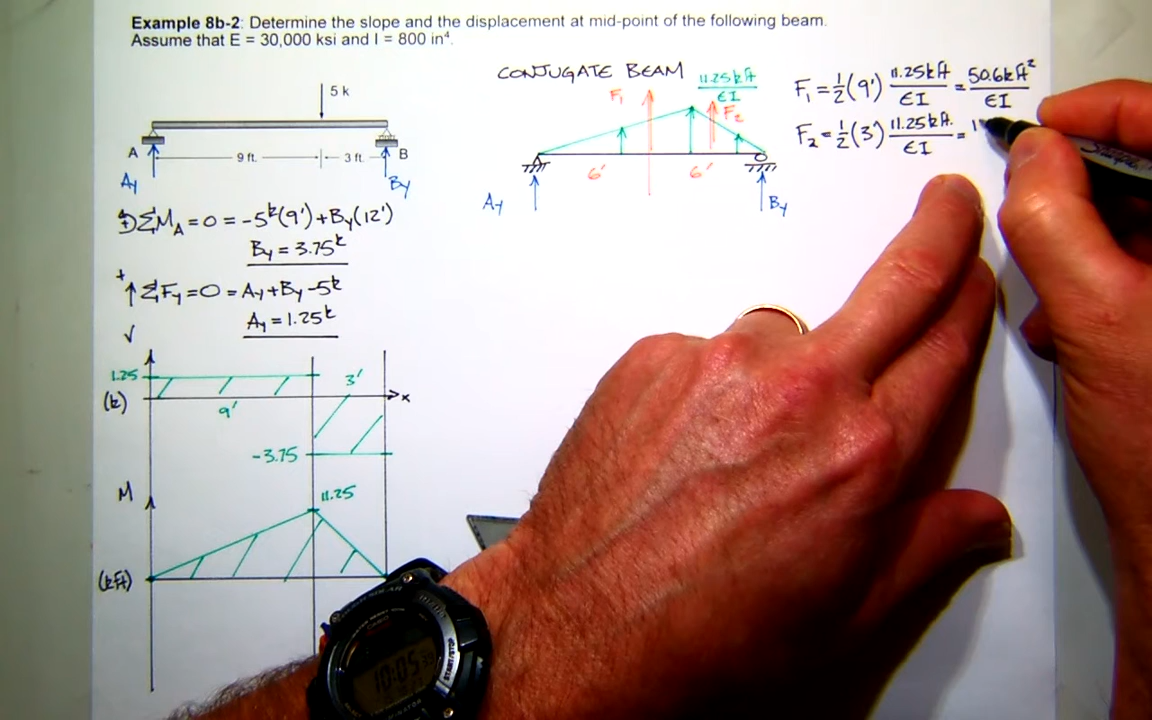 Example 8b-2: Determine the slope and the displacement at mid-point of the following beam.
Assume that E = 30,000 ksi and I = 800 in⁴.
5 k
A
9 ft.
3 ft.
B
Ay
By
ΣM_A = 0 = -5ᵏ(9') + By(12')
By = 3.75ᵏ
+↑ΣFy = 0 = Ay + By - 5ᵏ
Ay = 1.25ᵏ
V
1.25
(k)
9'
3'
x
-3.75
M
11.25
(kft)
CONJUGATE BEAM
11.25kft
EI
F₁
F₂
6'
6'
Ay
By
F₁ = ½(9') 11.25kft/EI = 50.6kft²/EI
F₂ = ½(3') 11.25kft./EI =
CASIO
10:05